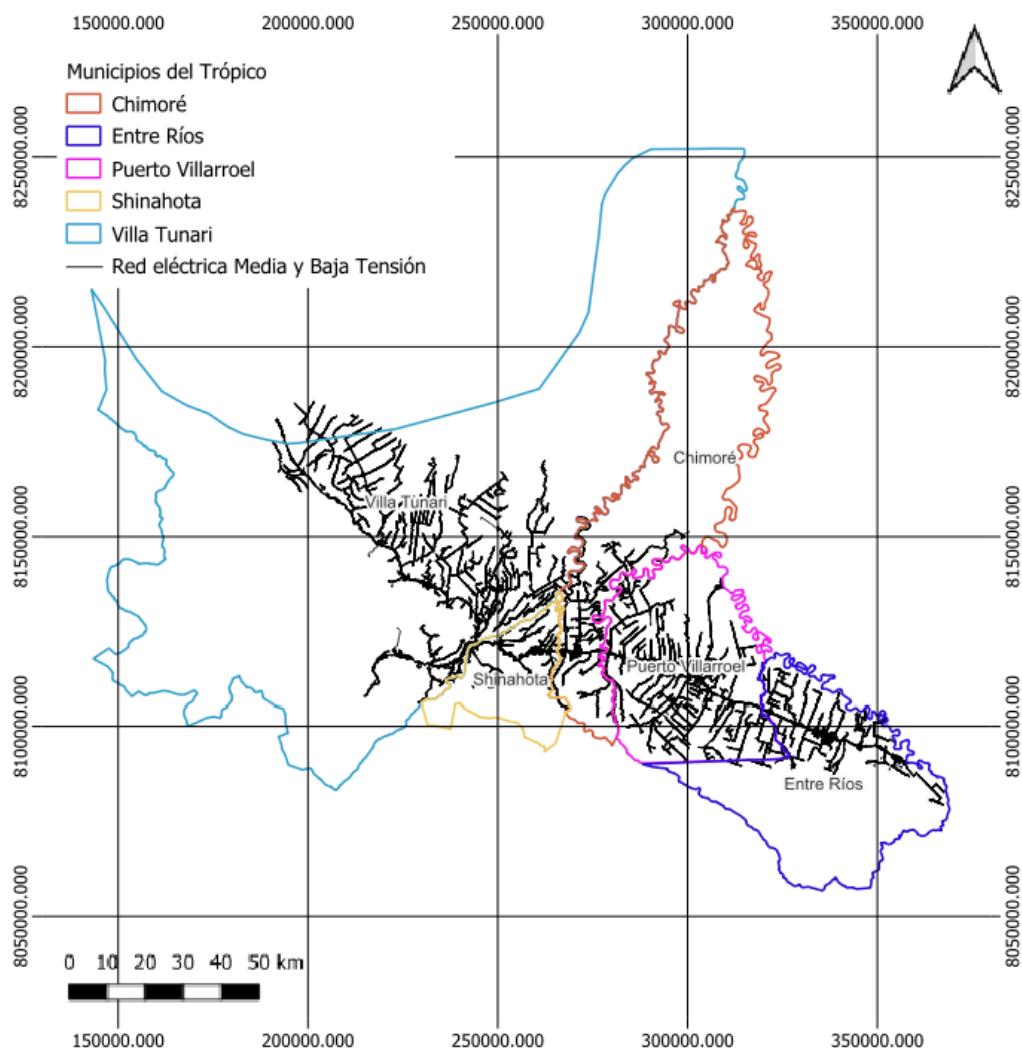 150000.000 200000.000 250000.000 300000.000 350000.000
Municipios del Trópico
Chimoré
Entre Ríos
Puerto Villarroel
Shinahota
Villa Tunari
Red eléctrica Media y Baja Tensión
8250000.000
8250000.000
8200000.000
8200000.000
Chimoré
Villa Tunari
8150000.000
8150000.000
Puerto Villarroel
Shinahota
8100000.000
8100000.000
Entre Ríos
8050000.000
8050000.000
0 10 20 30 40 50 km
150000.000 200000.000 250000.000 300000.000 350000.000